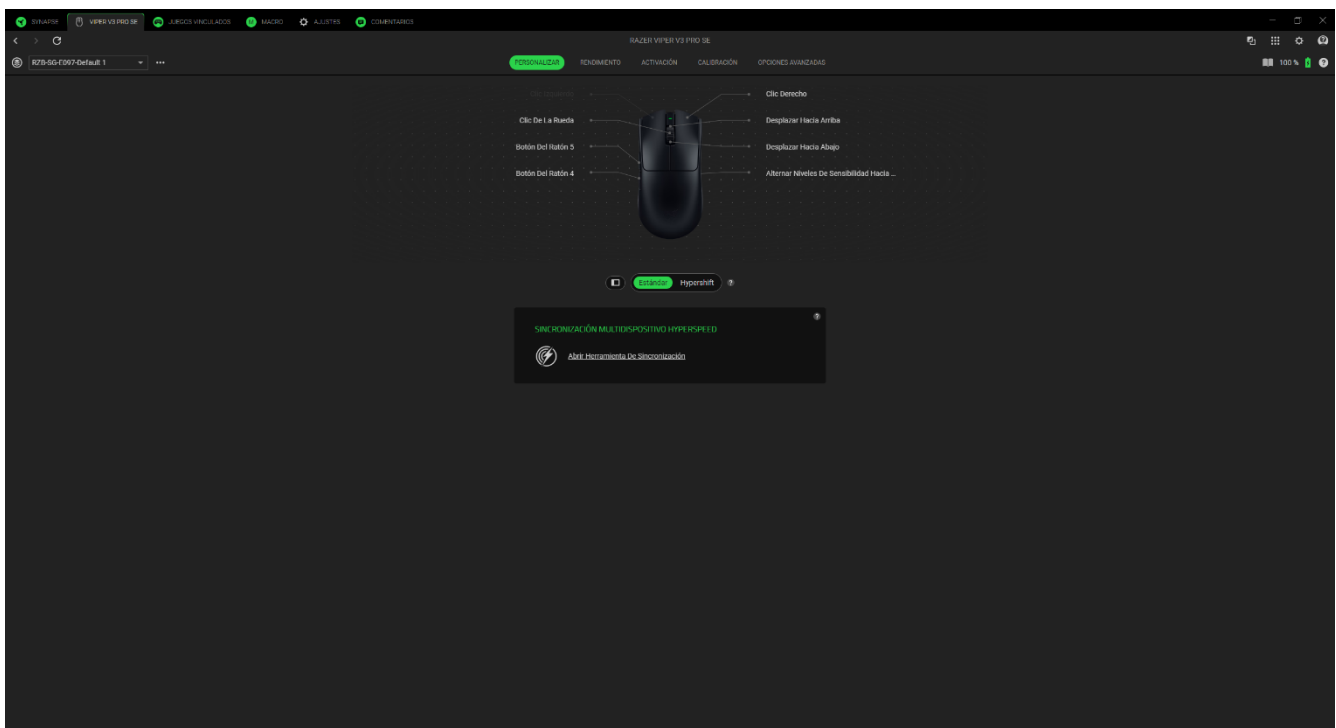 SYNAPSE VIPER V3 PRO SE JUEGOS VINCULADOS MACRO AJUSTES COMENTARIOS
RAZER VIPER V3 PRO SE
RZB-SG-E097-Default 1 PERSONALIZAR RENDIMIENTO ACTIVACIÓN CALIBRACIÓN OPCIONES AVANZADAS 100 %
Clic Derecho
Clic De La Rueda Desplazar Hacia Arriba
Botón Del Ratón 5 Desplazar Hacia Abajo
Botón Del Ratón 4 Alternar Niveles De Sensibilidad Hacia ...
Estándar Hypershift
SINCRONIZACIÓN MULTIDISPOSITIVO HYPERSPEED
Abrir Herramienta De Sincronización